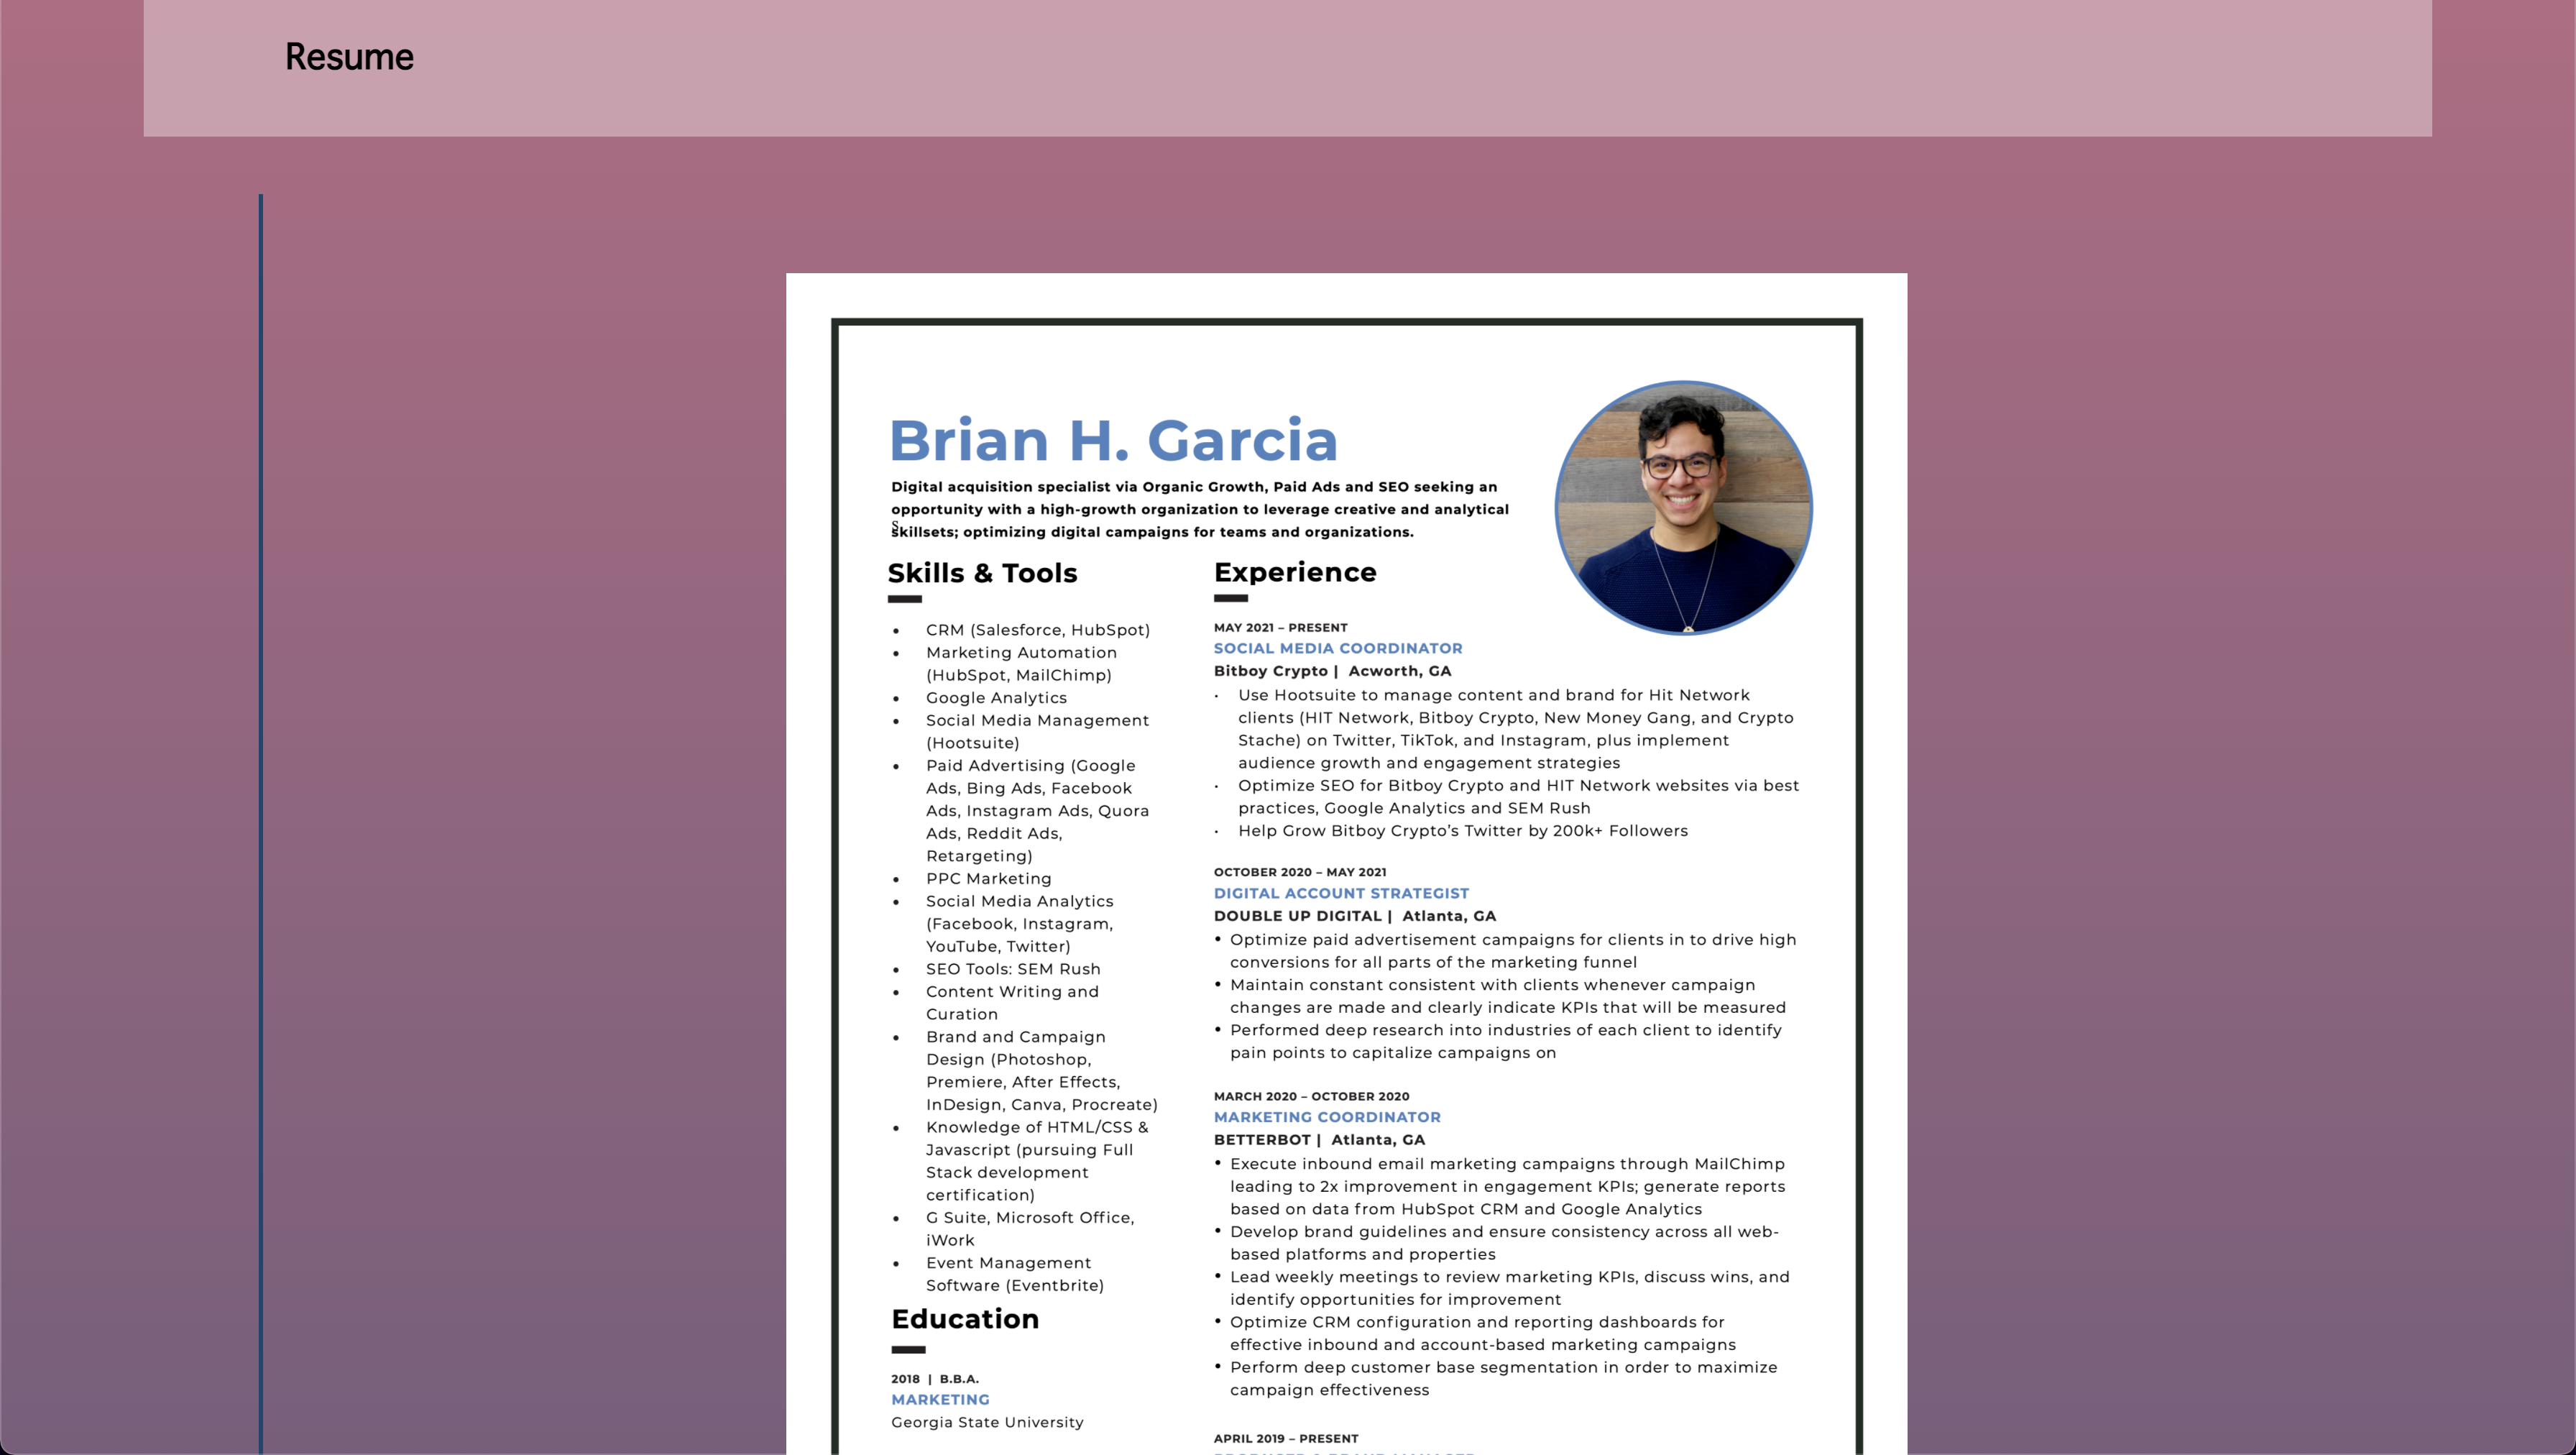 Resume
Brian H. Garcia
Digital acquisition specialist via Organic Growth, Paid Ads and SEO seeking an
opportunity with a high-growth organization to leverage creative and analytical
s
skillsets; optimizing digital campaigns for teams and organizations.
Skills & Tools
• CRM (Salesforce, HubSpot)
• Marketing Automation
(HubSpot, MailChimp)
• Google Analytics
• Social Media Management
(Hootsuite)
• Paid Advertising (Google
Ads, Bing Ads, Facebook
Ads, Instagram Ads, Quora
Ads, Reddit Ads,
Retargeting)
• PPC Marketing
• Social Media Analytics
(Facebook, Instagram,
YouTube, Twitter)
• SEO Tools: SEM Rush
• Content Writing and
Curation
• Brand and Campaign
Design (Photoshop,
Premiere, After Effects,
InDesign, Canva, Procreate)
• Knowledge of HTML/CSS &
Javascript (pursuing Full
Stack development
certification)
• G Suite, Microsoft Office,
iWork
• Event Management
Software (Eventbrite)
Education
2018 | B.B.A.
MARKETING
Georgia State University
Experience
MAY 2021 – PRESENT
SOCIAL MEDIA COORDINATOR
Bitboy Crypto | Acworth, GA
• Use Hootsuite to manage content and brand for Hit Network
clients (HIT Network, Bitboy Crypto, New Money Gang, and Crypto
Stache) on Twitter, TikTok, and Instagram, plus implement
audience growth and engagement strategies
• Optimize SEO for Bitboy Crypto and HIT Network websites via best
practices, Google Analytics and SEM Rush
• Help Grow Bitboy Crypto’s Twitter by 200k+ Followers
OCTOBER 2020 – MAY 2021
DIGITAL ACCOUNT STRATEGIST
DOUBLE UP DIGITAL | Atlanta, GA
• Optimize paid advertisement campaigns for clients in to drive high
conversions for all parts of the marketing funnel
• Maintain constant consistent with clients whenever campaign
changes are made and clearly indicate KPIs that will be measured
• Performed deep research into industries of each client to identify
pain points to capitalize campaigns on
MARCH 2020 – OCTOBER 2020
MARKETING COORDINATOR
BETTERBOT | Atlanta, GA
• Execute inbound email marketing campaigns through MailChimp
leading to 2x improvement in engagement KPIs; generate reports
based on data from HubSpot CRM and Google Analytics
• Develop brand guidelines and ensure consistency across all web-
based platforms and properties
• Lead weekly meetings to review marketing KPIs, discuss wins, and
identify opportunities for improvement
• Optimize CRM configuration and reporting dashboards for
effective inbound and account-based marketing campaigns
• Perform deep customer base segmentation in order to maximize
campaign effectiveness
APRIL 2019 – PRESENT